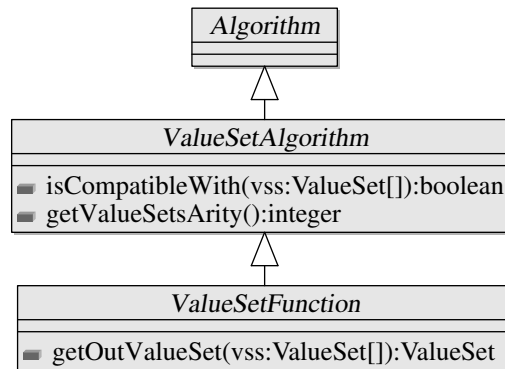 Algorithm
ValueSetAlgorithm
isCompatibleWith(vss:ValueSet[]):boolean
getValueSetsArity():integer
ValueSetFunction
getOutValueSet(vss:ValueSet[]):ValueSet